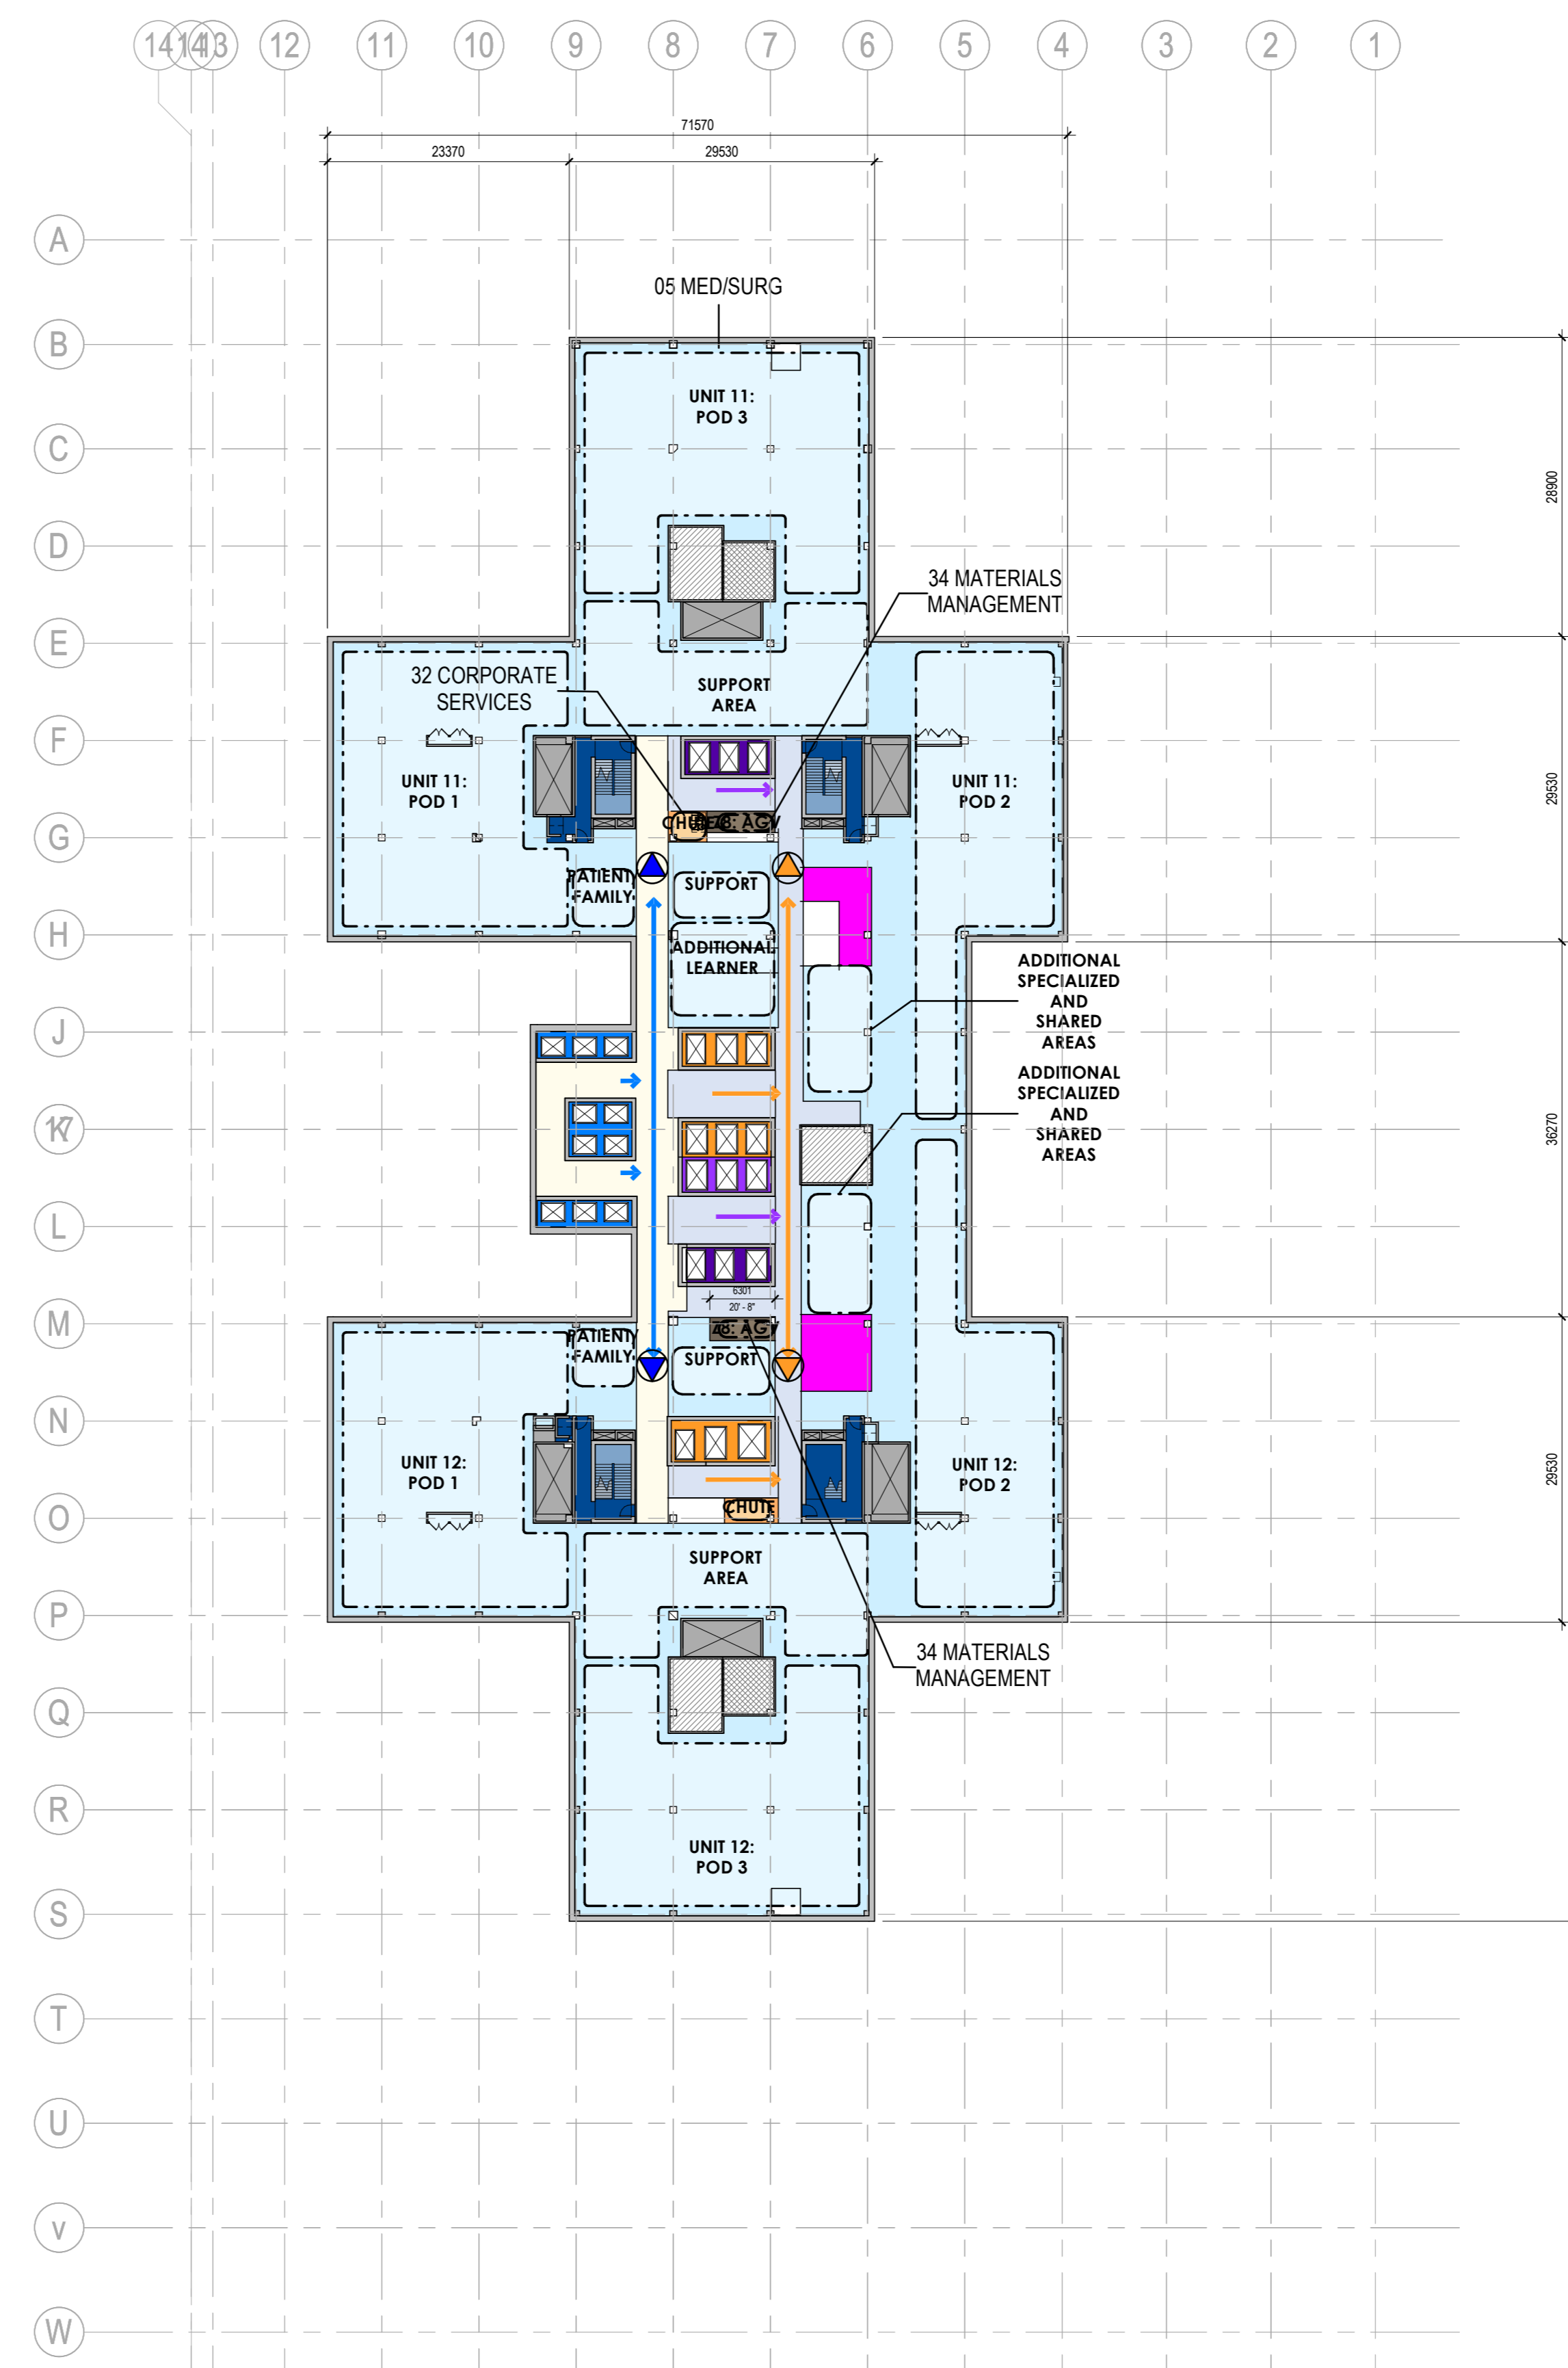 14
14
13
12
11
10
9
8
7
6
5
4
3
2
1
71570
23370
29530
A
05 MED/SURG
B
UNIT 11:
POD 3
C
28900
D
34 MATERIALS
MANAGEMENT
E
32 CORPORATE
SERVICES
SUPPORT
AREA
F
UNIT 11:
POD 1
UNIT 11:
POD 2
29530
CHUTE
AGV
G
PATIENT/
FAMILY
SUPPORT
H
ADDITIONAL
LEARNER
ADDITIONAL
SPECIALIZED
AND
SHARED
AREAS
J
ADDITIONAL
SPECIALIZED
AND
SHARED
AREAS
K
17
36270
L
6301
20' - 8"
M
AGV
PATIENT/
FAMILY
SUPPORT
N
UNIT 12:
POD 1
UNIT 12:
POD 2
29530
CHUTE
O
SUPPORT
AREA
P
34 MATERIALS
MANAGEMENT
Q
R
UNIT 12:
POD 3
S
T
U
v
W